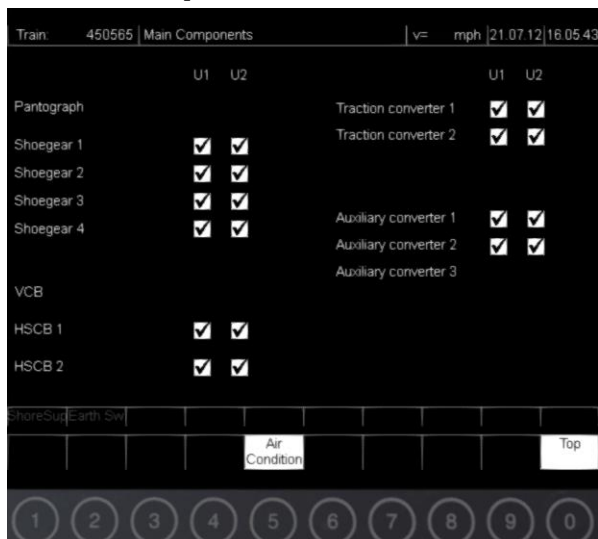 Train: 450565 Main Components v= mph 21.07.12 16.05.43
U1 U2 U1 U2
Pantograph
Traction converter 1
Traction converter 2
Shoegear 1
Shoegear 2
Shoegear 3
Shoegear 4
Auxiliary converter 1
Auxiliary converter 2
Auxiliary converter 3
VCB
HSCB 1
HSCB 2
ShoreSup Earth Sw
Air
Condition
Top
1 2 3 4 5 6 7 8 9 0